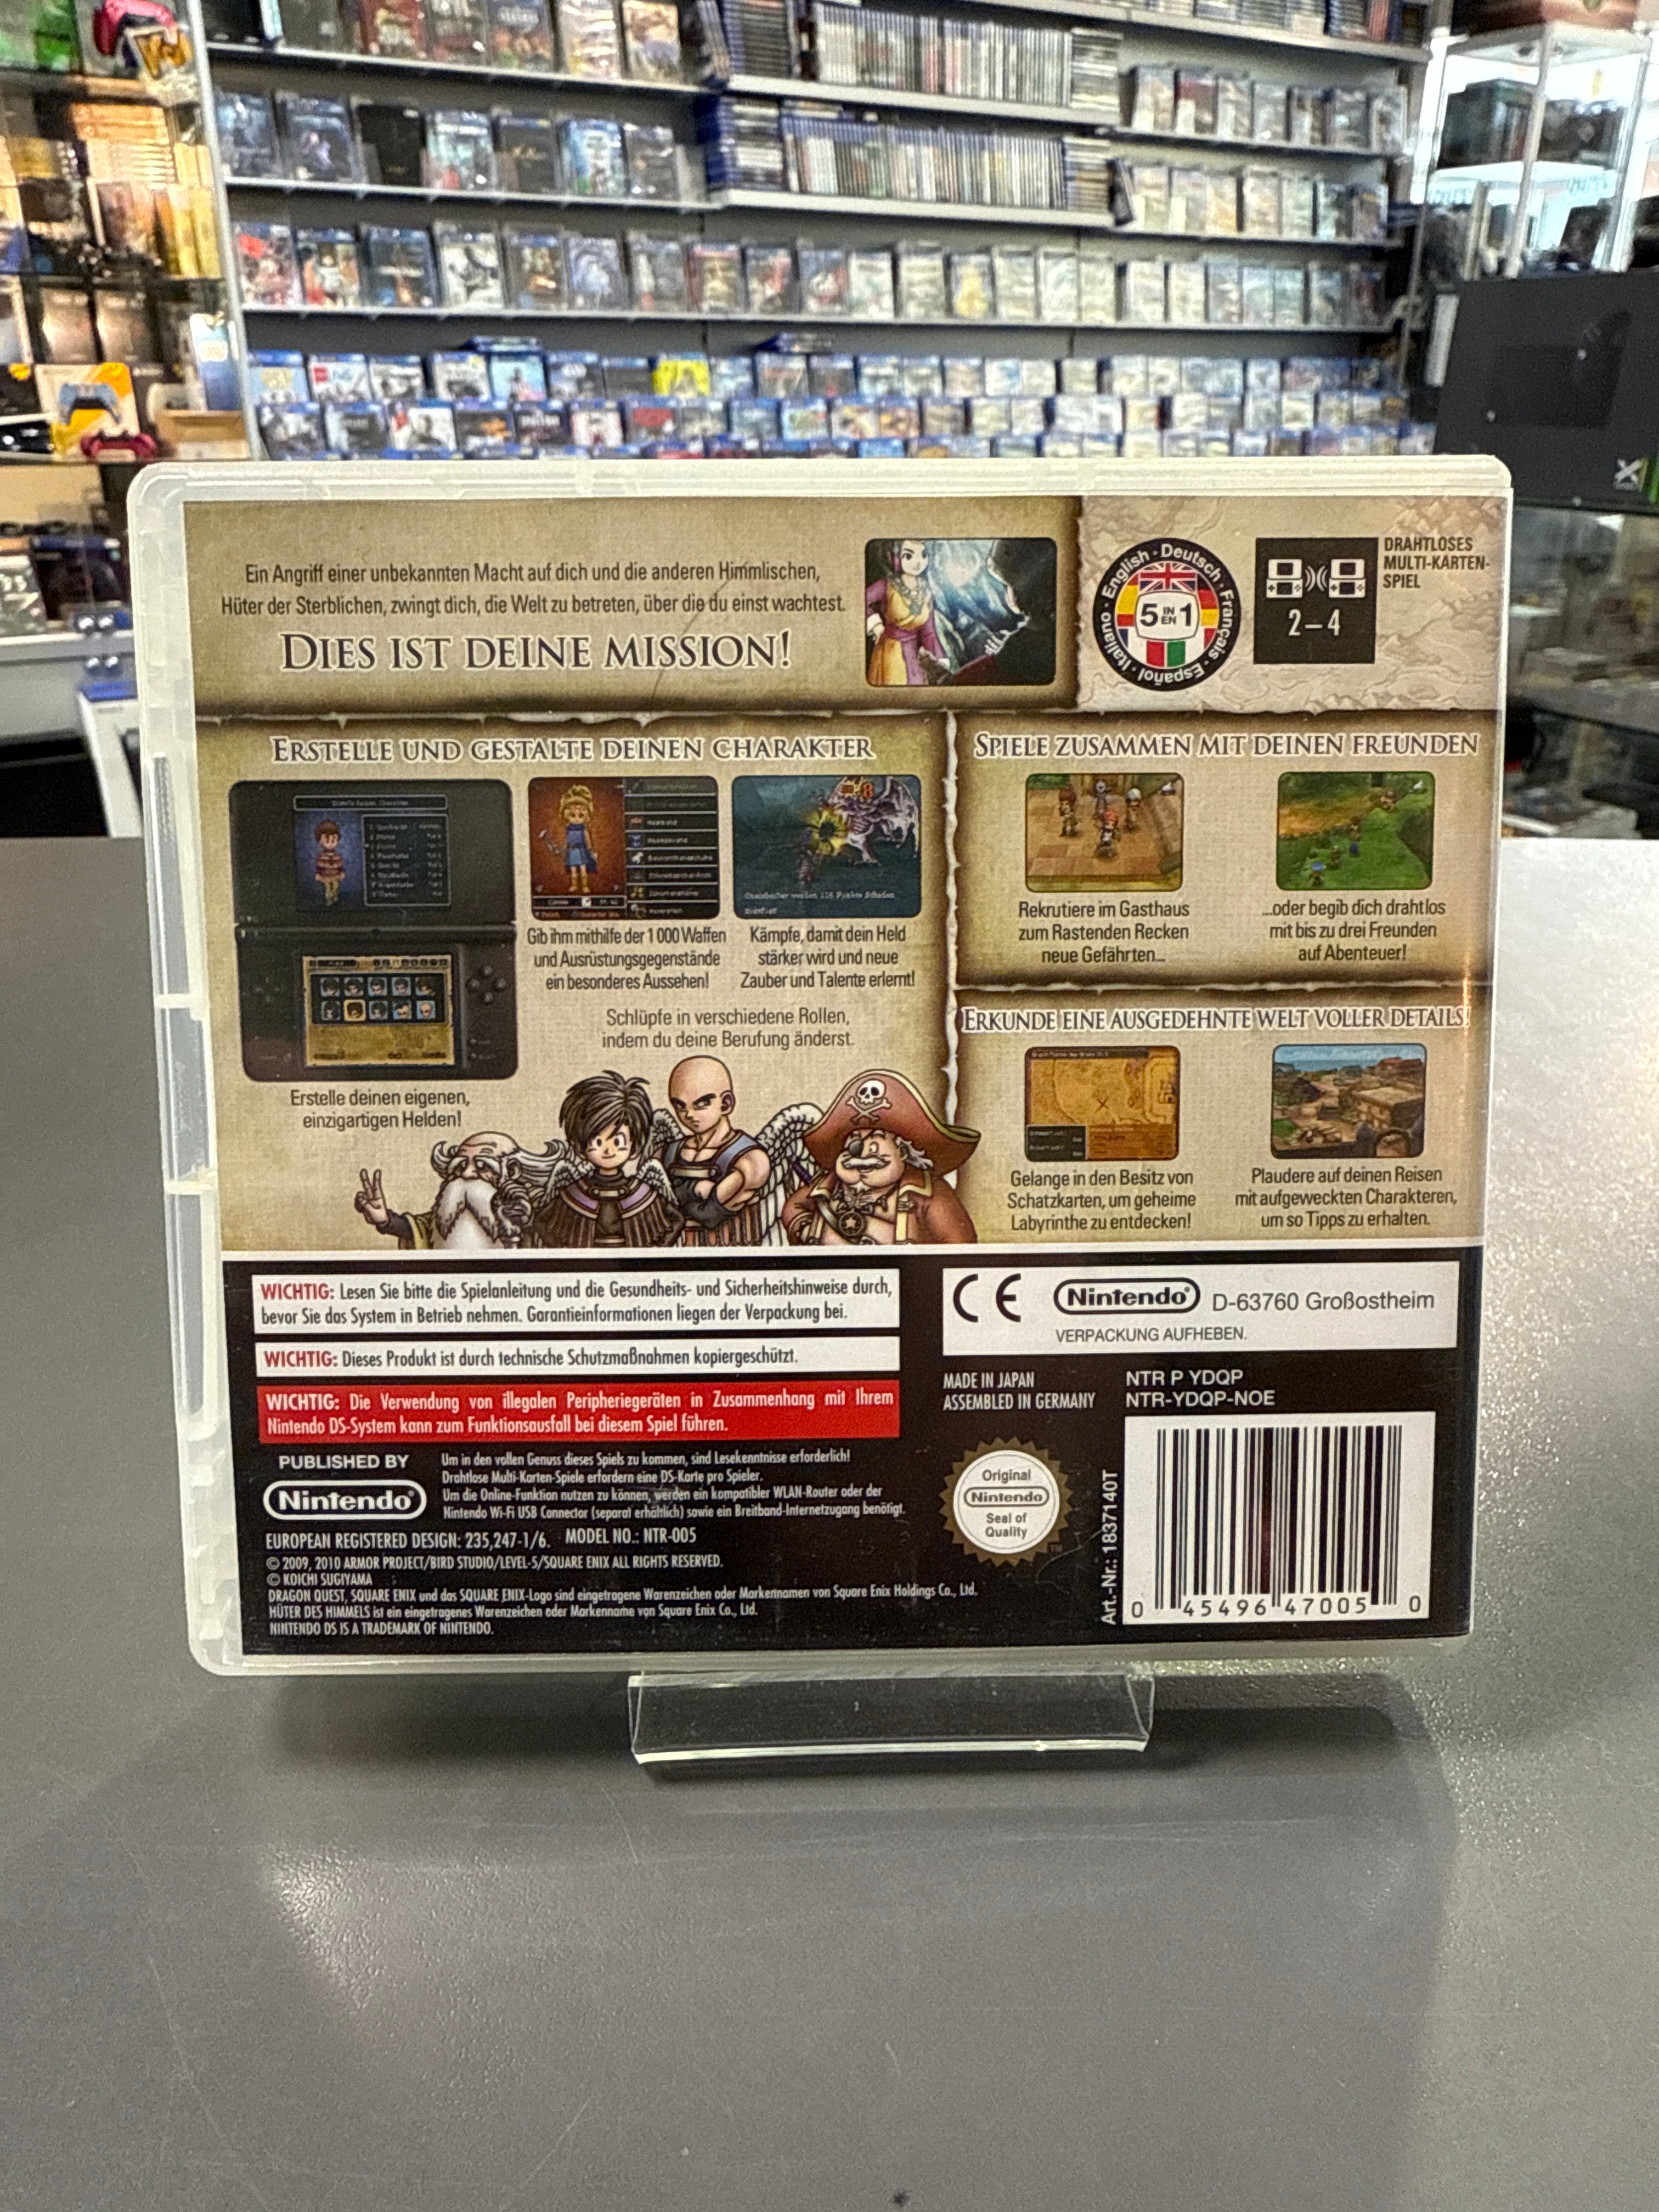 Ein Angriff einer unbekannten Macht auf dich und die anderen Himmlischen,
Hüter der Sterblichen, zwingt dich, die Welt zu betreten, über die du einst wachtest.
DIES IST DEINE MISSION!
English · Deutsch · Français · Español · Italiano ·
5 IN EN 1
2–4
DRAHTLOSES
MULTI-KARTEN-
SPIEL
ERSTELLE UND GESTALTE DEINEN CHARAKTER
Gib ihm mithilfe der 1 000 Waffen
und Ausrüstungsgegenstände
ein besonderes Aussehen!
Kämpfe, damit dein Held
stärker wird und neue
Zauber und Talente erlernt!
Schlüpfe in verschiedene Rollen,
indem du deine Berufung änderst.
Erstelle deinen eigenen,
einzigartigen Helden!
SPIELE ZUSAMMEN MIT DEINEN FREUNDEN
Rekrutiere im Gasthaus
zum Rastenden Recken
neue Gefährten...
...oder begib dich drahtlos
mit bis zu drei Freunden
auf Abenteuer!
ERKUNDE EINE AUSGEDEHNTE WELT VOLLER DETAILS!
Gelange in den Besitz von
Schatzkarten, um geheime
Labyrinthe zu entdecken!
Plaudere auf deinen Reisen
mit aufgeweckten Charakteren,
um so Tipps zu erhalten.
WICHTIG: Lesen Sie bitte die Spielanleitung und die Gesundheits- und Sicherheitshinweise durch,
bevor Sie das System in Betrieb nehmen. Garantieinformationen liegen der Verpackung bei.
WICHTIG: Dieses Produkt ist durch technische Schutzmaßnahmen kopiergeschützt.
WICHTIG: Die Verwendung von illegalen Peripheriegeräten in Zusammenhang mit Ihrem
Nintendo DS-System kann zum Funktionsausfall bei diesem Spiel führen.
CE Nintendo® D-63760 Großostheim
VERPACKUNG AUFHEBEN.
MADE IN JAPAN
ASSEMBLED IN GERMANY
NTR P YDQP
NTR-YDQP-NOE
PUBLISHED BY
Nintendo®
Um in den vollen Genuss dieses Spiels zu kommen, sind Lesekenntnisse erforderlich!
Drahtlose Multi-Karten-Spiele erfordern eine DS-Karte pro Spieler.
Um die Online-Funktion nutzen zu können, werden ein kompatibler WLAN-Router oder der
Nintendo Wi-Fi USB Connector (separat erhältlich) sowie ein Breitband-Internetzugang benötigt.
EUROPEAN REGISTERED DESIGN: 235,247-1/6. MODEL NO.: NTR-005
© 2009, 2010 ARMOR PROJECT/BIRD STUDIO/LEVEL-5/SQUARE ENIX ALL RIGHTS RESERVED.
© KOICHI SUGIYAMA
DRAGON QUEST, SQUARE ENIX und das SQUARE ENIX-Logo sind eingetragene Warenzeichen oder Markennamen von Square Enix Holdings Co., Ltd.
HÜTER DES HIMMELS ist ein eingetragenes Warenzeichen oder Markenname von Square Enix Co., Ltd.
NINTENDO DS IS A TRADEMARK OF NINTENDO.
Original
Nintendo
Seal of
Quality
TM
Art.-Nr.: 1837140T
0 45496 47005 0